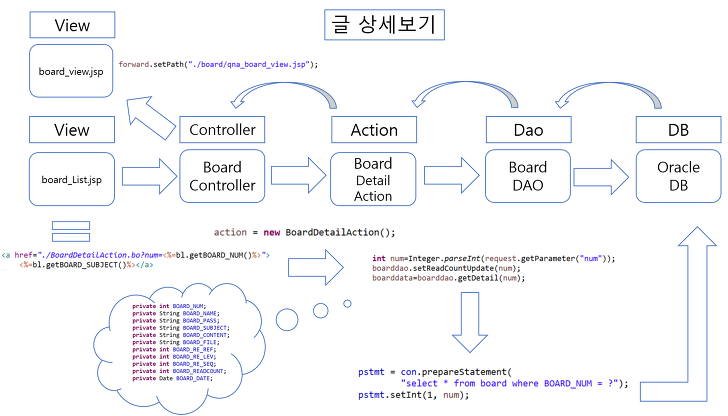 글 상세보기
View
board_view.jsp
forward.setPath("./board/qna_board_view.jsp");
View
Controller
Action
Dao
DB
board_List.jsp
Board
Controller
Board
Detail
Action
Board
DAO
Oracle
DB
action = new BoardDetailAction();
<a href="./BoardDetailAction.bo?num=<%=bl.getBOARD_NUM()%>">
<%=bl.getBOARD_SUBJECT()%></a>
int num=Integer.parseInt(request.getParameter("num"));
boarddao.setReadCountUpdate(num);
boarddata=boarddao.getDetail(num);
private int BOARD_NUM;
private String BOARD_NAME;
private String BOARD_PASS;
private String BOARD_SUBJECT;
private String BOARD_CONTENT;
private String BOARD_FILE;
private int BOARD_RE_REF;
private int BOARD_RE_LEV;
private int BOARD_RE_SEQ;
private int BOARD_READCOUNT;
private Date BOARD_DATE;
pstmt = con.prepareStatement(
"select * from board where BOARD_NUM = ?");
pstmt.setInt(1, num);